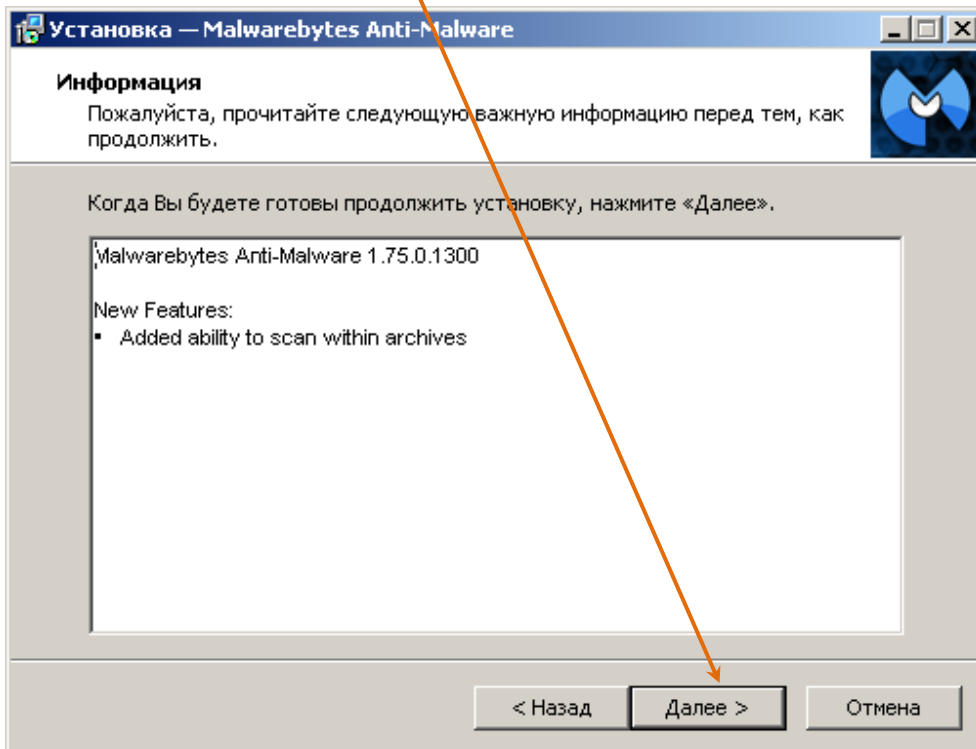 Установка — Malwarebytes Anti-Malware
Информация
Пожалуйста, прочитайте следующую важную информацию перед тем, как
продолжить.
Когда Вы будете готовы продолжить установку, нажмите «Далее».
Malwarebytes Anti-Malware 1.75.0.1300
New Features:
▪ Added ability to scan within archives
< Назад
Далее >
Отмена